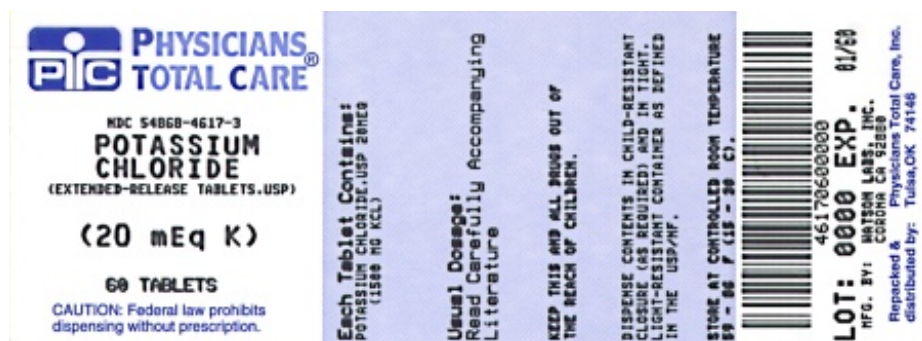 PTC PHYSICIANS
TOTAL CARE®
NDC 54868-4617-3
POTASSIUM
CHLORIDE
(EXTENDED-RELEASE TABLETS.USP)
(20 mEq K)
60 TABLETS
CAUTION: Federal law prohibits
dispensing without prescription.
Each Tablet Contains:
POTASSIUM CHLORIDE.USP 20MEG
(1500 MG KCL)
Usual Dosage:
Read Carefully Accompanying
Literature
KEEP THIS AND ALL DRUGS OUT OF
THE REACH OF CHILDREN.
DISPENSE CONTENTS IN CHILD-RESISTANT
CLOSURE (AS REQUIRED) AND IN TIGHT.
LIGHT-RESISTANT CONTAINER AS DEFINED
IN THE USP/NF.
STORE AT CONTROLLED ROOM TEMPERATURE
59 - 86 F (15 - 30 C).
46170600000
LOT: 0000 EXP. 01/60
MFG. BY: WATSON LABS, INC.
CORONA CA 92880
Repacked & Physicians Total Care, Inc.
distributed by: Tulsa, OK 74146